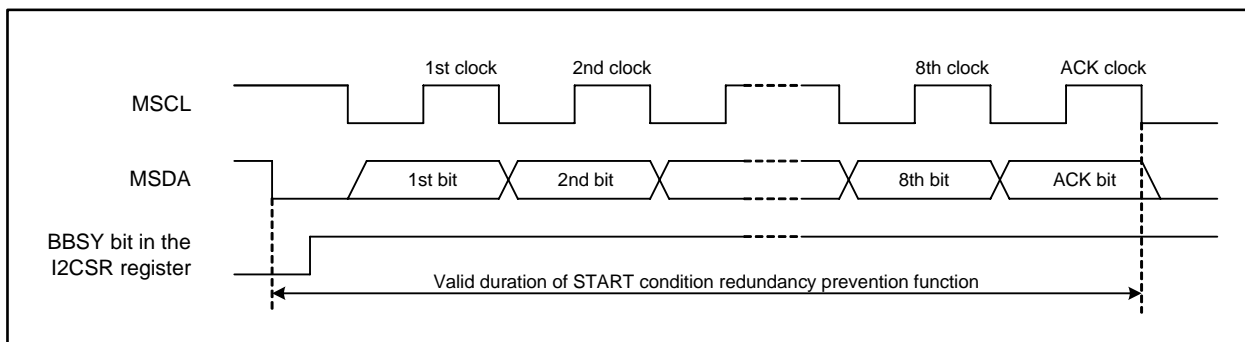 1st clock 2nd clock 8th clock ACK clock
MSCL
MSDA 1st bit 2nd bit 8th bit ACK bit
BBSY bit in the
I2CSR register
Valid duration of START condition redundancy prevention function